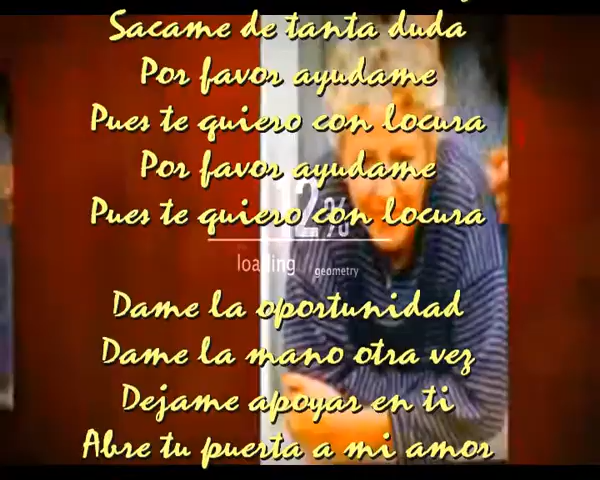 Sacame de tanta duda
Por favor ayudame
Pues te quiero con locura
Por favor ayudame
Pues te quiero con locura
12 %
loading geometry
Dame la oportunidad
Dame la mano otra vez
Dejame apoyar en ti
Abre tu puerta a mi amor